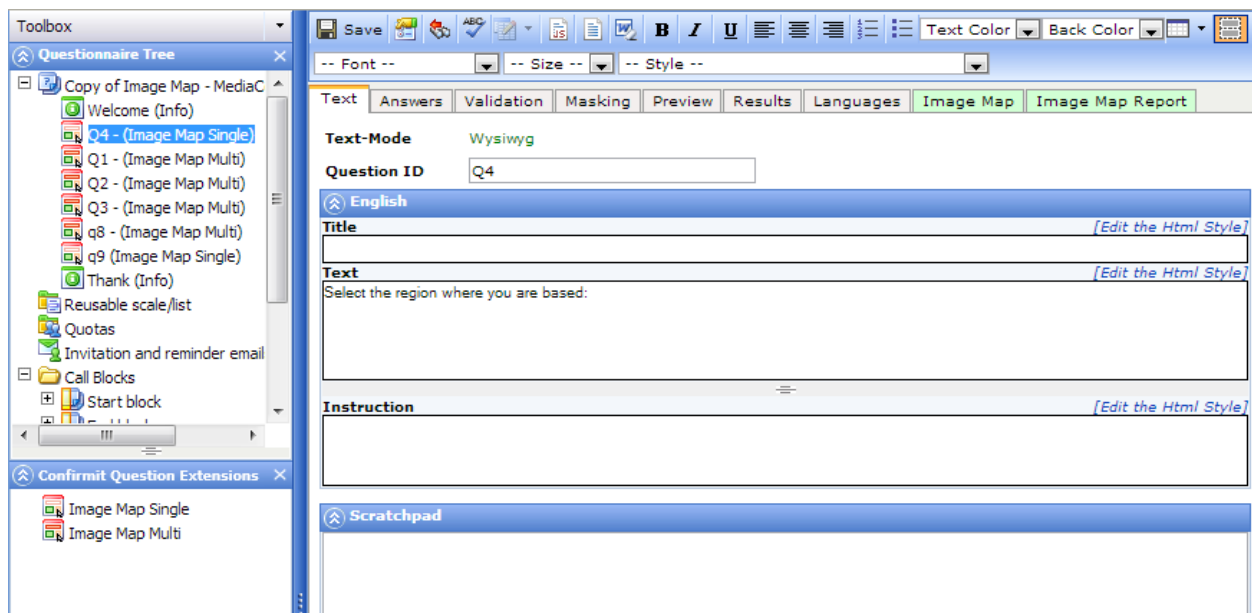 Toolbox
Questionnaire Tree
Copy of Image Map - MediaC
Welcome (Info)
Q4 - (Image Map Single)
Q1 - (Image Map Multi)
Q2 - (Image Map Multi)
Q3 - (Image Map Multi)
q8 - (Image Map Multi)
q9 (Image Map Single)
Thank (Info)
Reusable scale/list
Quotas
Invitation and reminder email
Call Blocks
Start block
Confirmit Question Extensions
Image Map Single
Image Map Multi
Save ABC JS W B I U Text Color Back Color
-- Font -- -- Size -- -- Style --
Text Answers Validation Masking Preview Results Languages Image Map Image Map Report
Text-Mode Wysiwyg
Question ID Q4
English
Title [Edit the Html Style]
Text [Edit the Html Style]
Select the region where you are based:
Instruction [Edit the Html Style]
Scratchpad